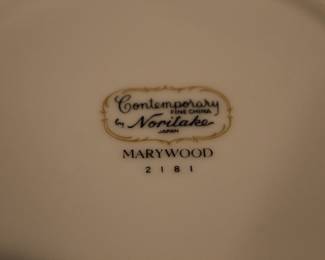 Contemporary
FINE CHINA
by Noritake
JAPAN
MARYWOOD
2181